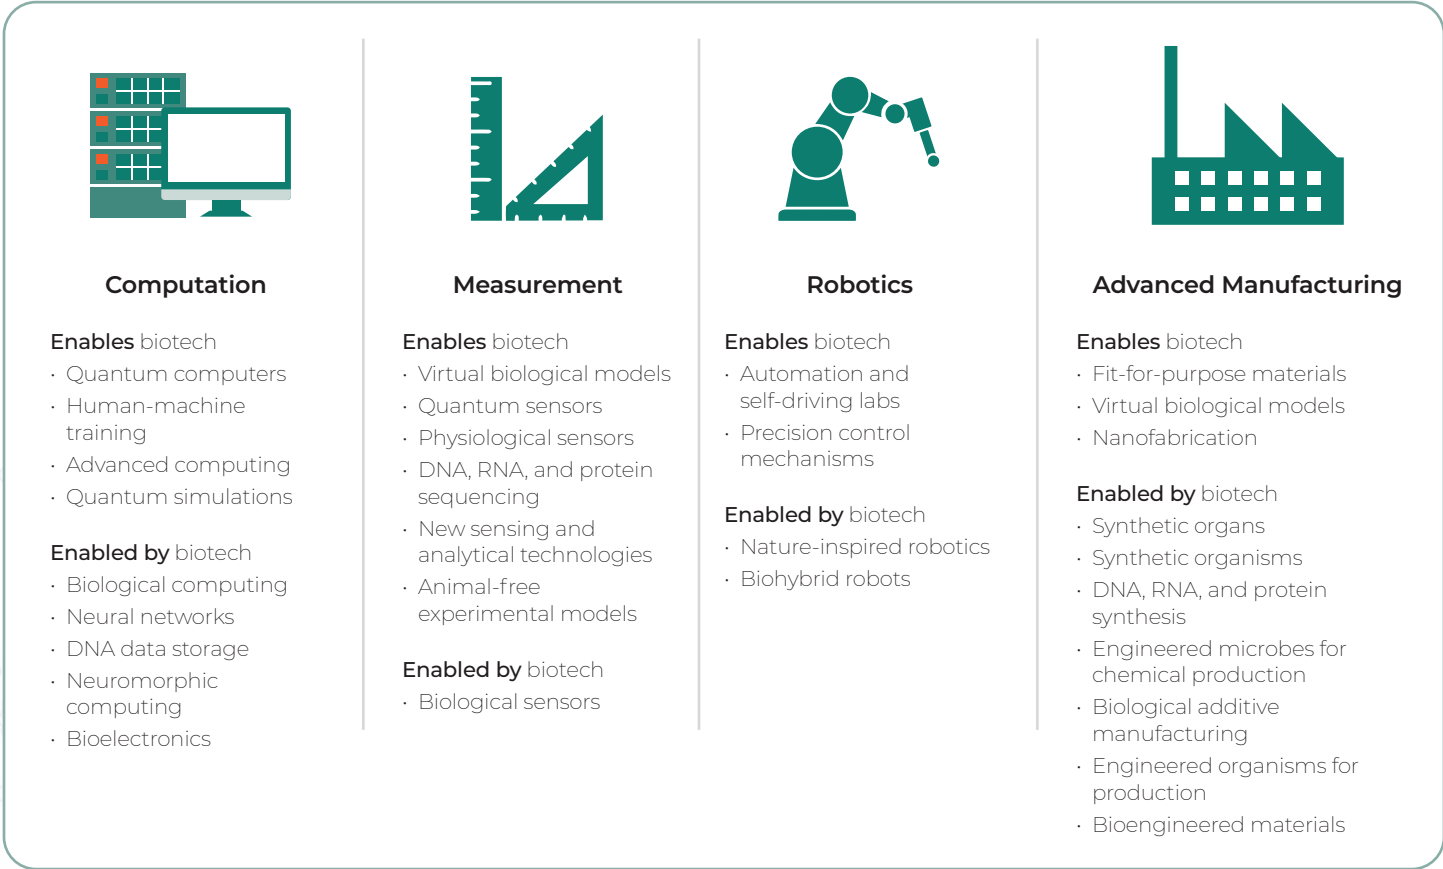 Computation
Enables biotech
· Quantum computers
· Human-machine
training
· Advanced computing
· Quantum simulations
Enabled by biotech
· Biological computing
· Neural networks
· DNA data storage
· Neuromorphic
computing
· Bioelectronics
Measurement
Enables biotech
· Virtual biological models
· Quantum sensors
· Physiological sensors
· DNA, RNA, and protein
sequencing
· New sensing and
analytical technologies
· Animal-free
experimental models
Enabled by biotech
· Biological sensors
Robotics
Enables biotech
· Automation and
self-driving labs
· Precision control
mechanisms
Enabled by biotech
· Nature-inspired robotics
· Biohybrid robots
Advanced Manufacturing
Enables biotech
· Fit-for-purpose materials
· Virtual biological models
· Nanofabrication
Enabled by biotech
· Synthetic organs
· Synthetic organisms
· DNA, RNA, and protein
synthesis
· Engineered microbes for
chemical production
· Biological additive
manufacturing
· Engineered organisms for
production
· Bioengineered materials